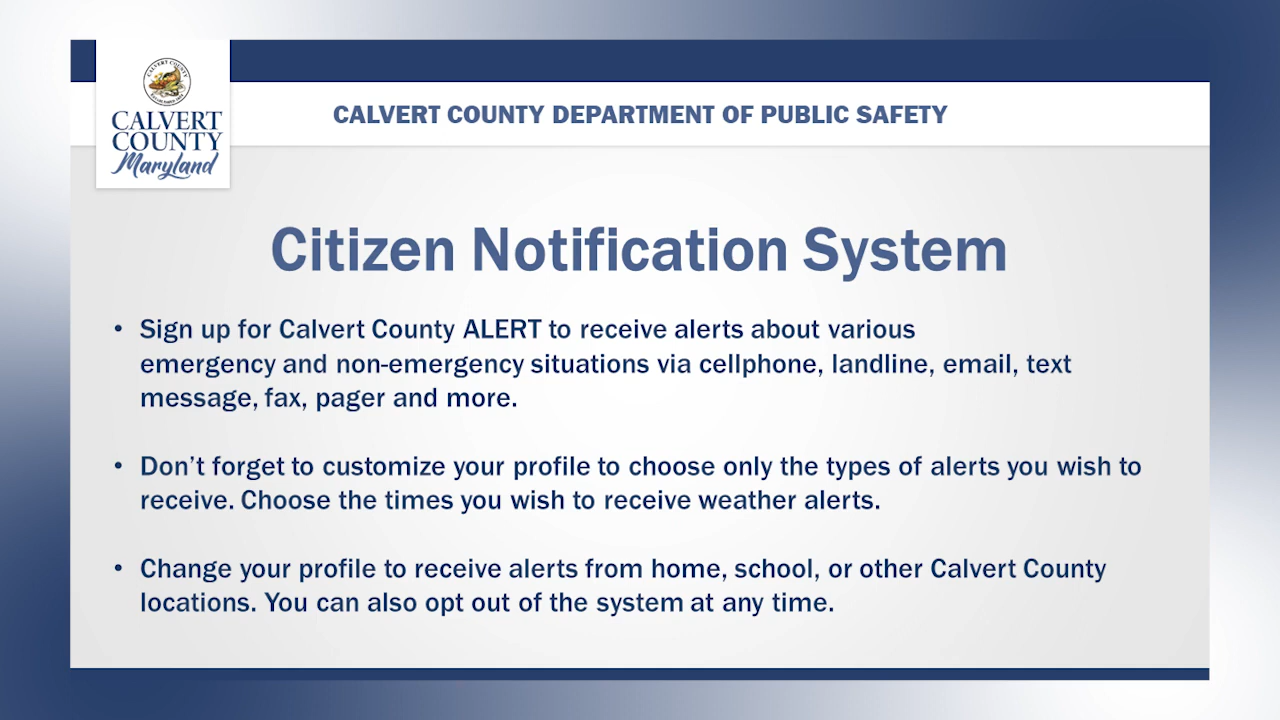 CALVERT COUNTY
CALVERT
COUNTY
Maryland
CALVERT COUNTY DEPARTMENT OF PUBLIC SAFETY
Citizen Notification System
• Sign up for Calvert County ALERT to receive alerts about various
emergency and non-emergency situations via cellphone, landline, email, text
message, fax, pager and more.
• Don’t forget to customize your profile to choose only the types of alerts you wish to
receive. Choose the times you wish to receive weather alerts.
• Change your profile to receive alerts from home, school, or other Calvert County
locations. You can also opt out of the system at any time.